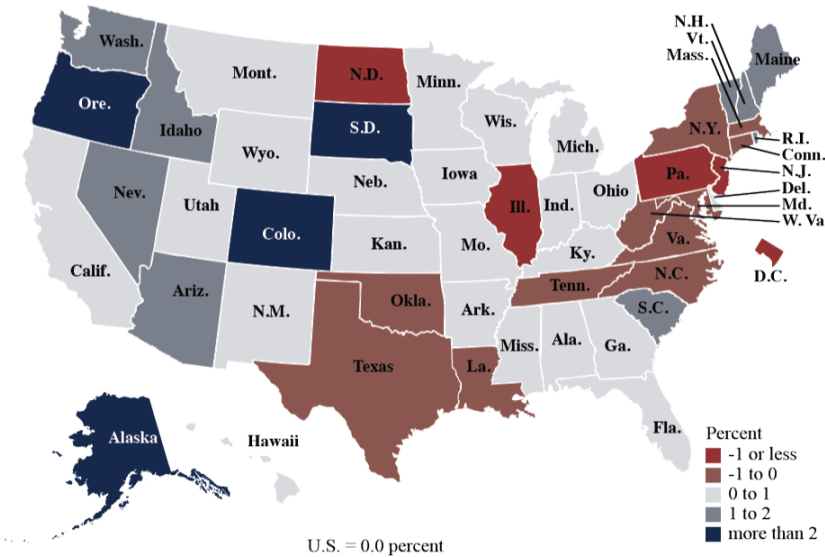 N.H.
Vt.
Mass.
Maine
Wash.
Mont.
N.D.
Minn.
Ore.
Idaho
S.D.
Wis.
Mich.
N.Y.
R.I.
Conn.
N.J.
Del.
Md.
W. Va
Wyo.
Iowa
Neb.
Pa.
Nev.
Utah
Colo.
Ill.
Ind.
Ohio
Kan.
Mo.
Ky.
Va.
Calif.
Ariz.
N.M.
Okla.
Ark.
Tenn.
N.C.
D.C.
S.C.
Texas
La.
Miss.
Ala.
Ga.
Fla.
Alaska
Hawaii
Percent
-1 or less
-1 to 0
0 to 1
1 to 2
more than 2
U.S. = 0.0 percent